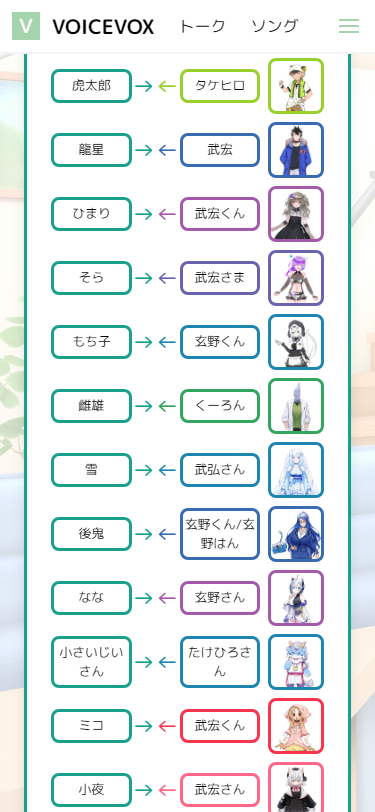 V VOICEVOX トーク ソング
虎太郎 → ← タケヒロ
龍星 → ← 武宏
ひまり → ← 武宏くん
そら → ← 武宏さま
もち子 → ← 玄野くん
雌雄 → ← くーろん
雪 → ← 武弘さん
後鬼 → ← 玄野くん/玄
野はん
なな → ← 玄野さん
小さいじい
さん → ← たけひろさ
ん
ミコ → ← 武宏くん
小夜 → ← 武宏さん